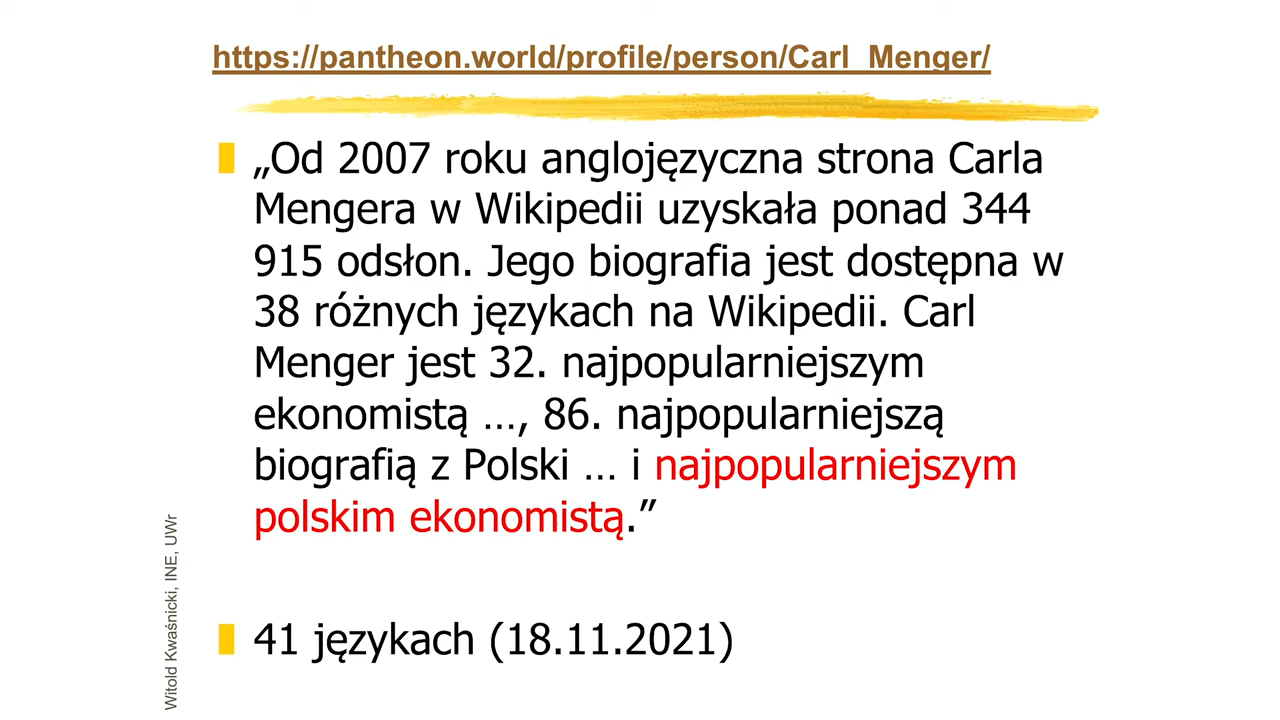 https://pantheon.world/profile/person/Carl_Menger/
„Od 2007 roku anglojęzyczna strona Carla
Mengera w Wikipedii uzyskała ponad 344
915 odsłon. Jego biografia jest dostępna w
38 różnych językach na Wikipedii. Carl
Menger jest 32. najpopularniejszym
ekonomistą …, 86. najpopularniejszą
biografią z Polski … i najpopularniejszym
polskim ekonomistą.”
41 językach (18.11.2021)
Witold Kwaśnicki, INE, UWr